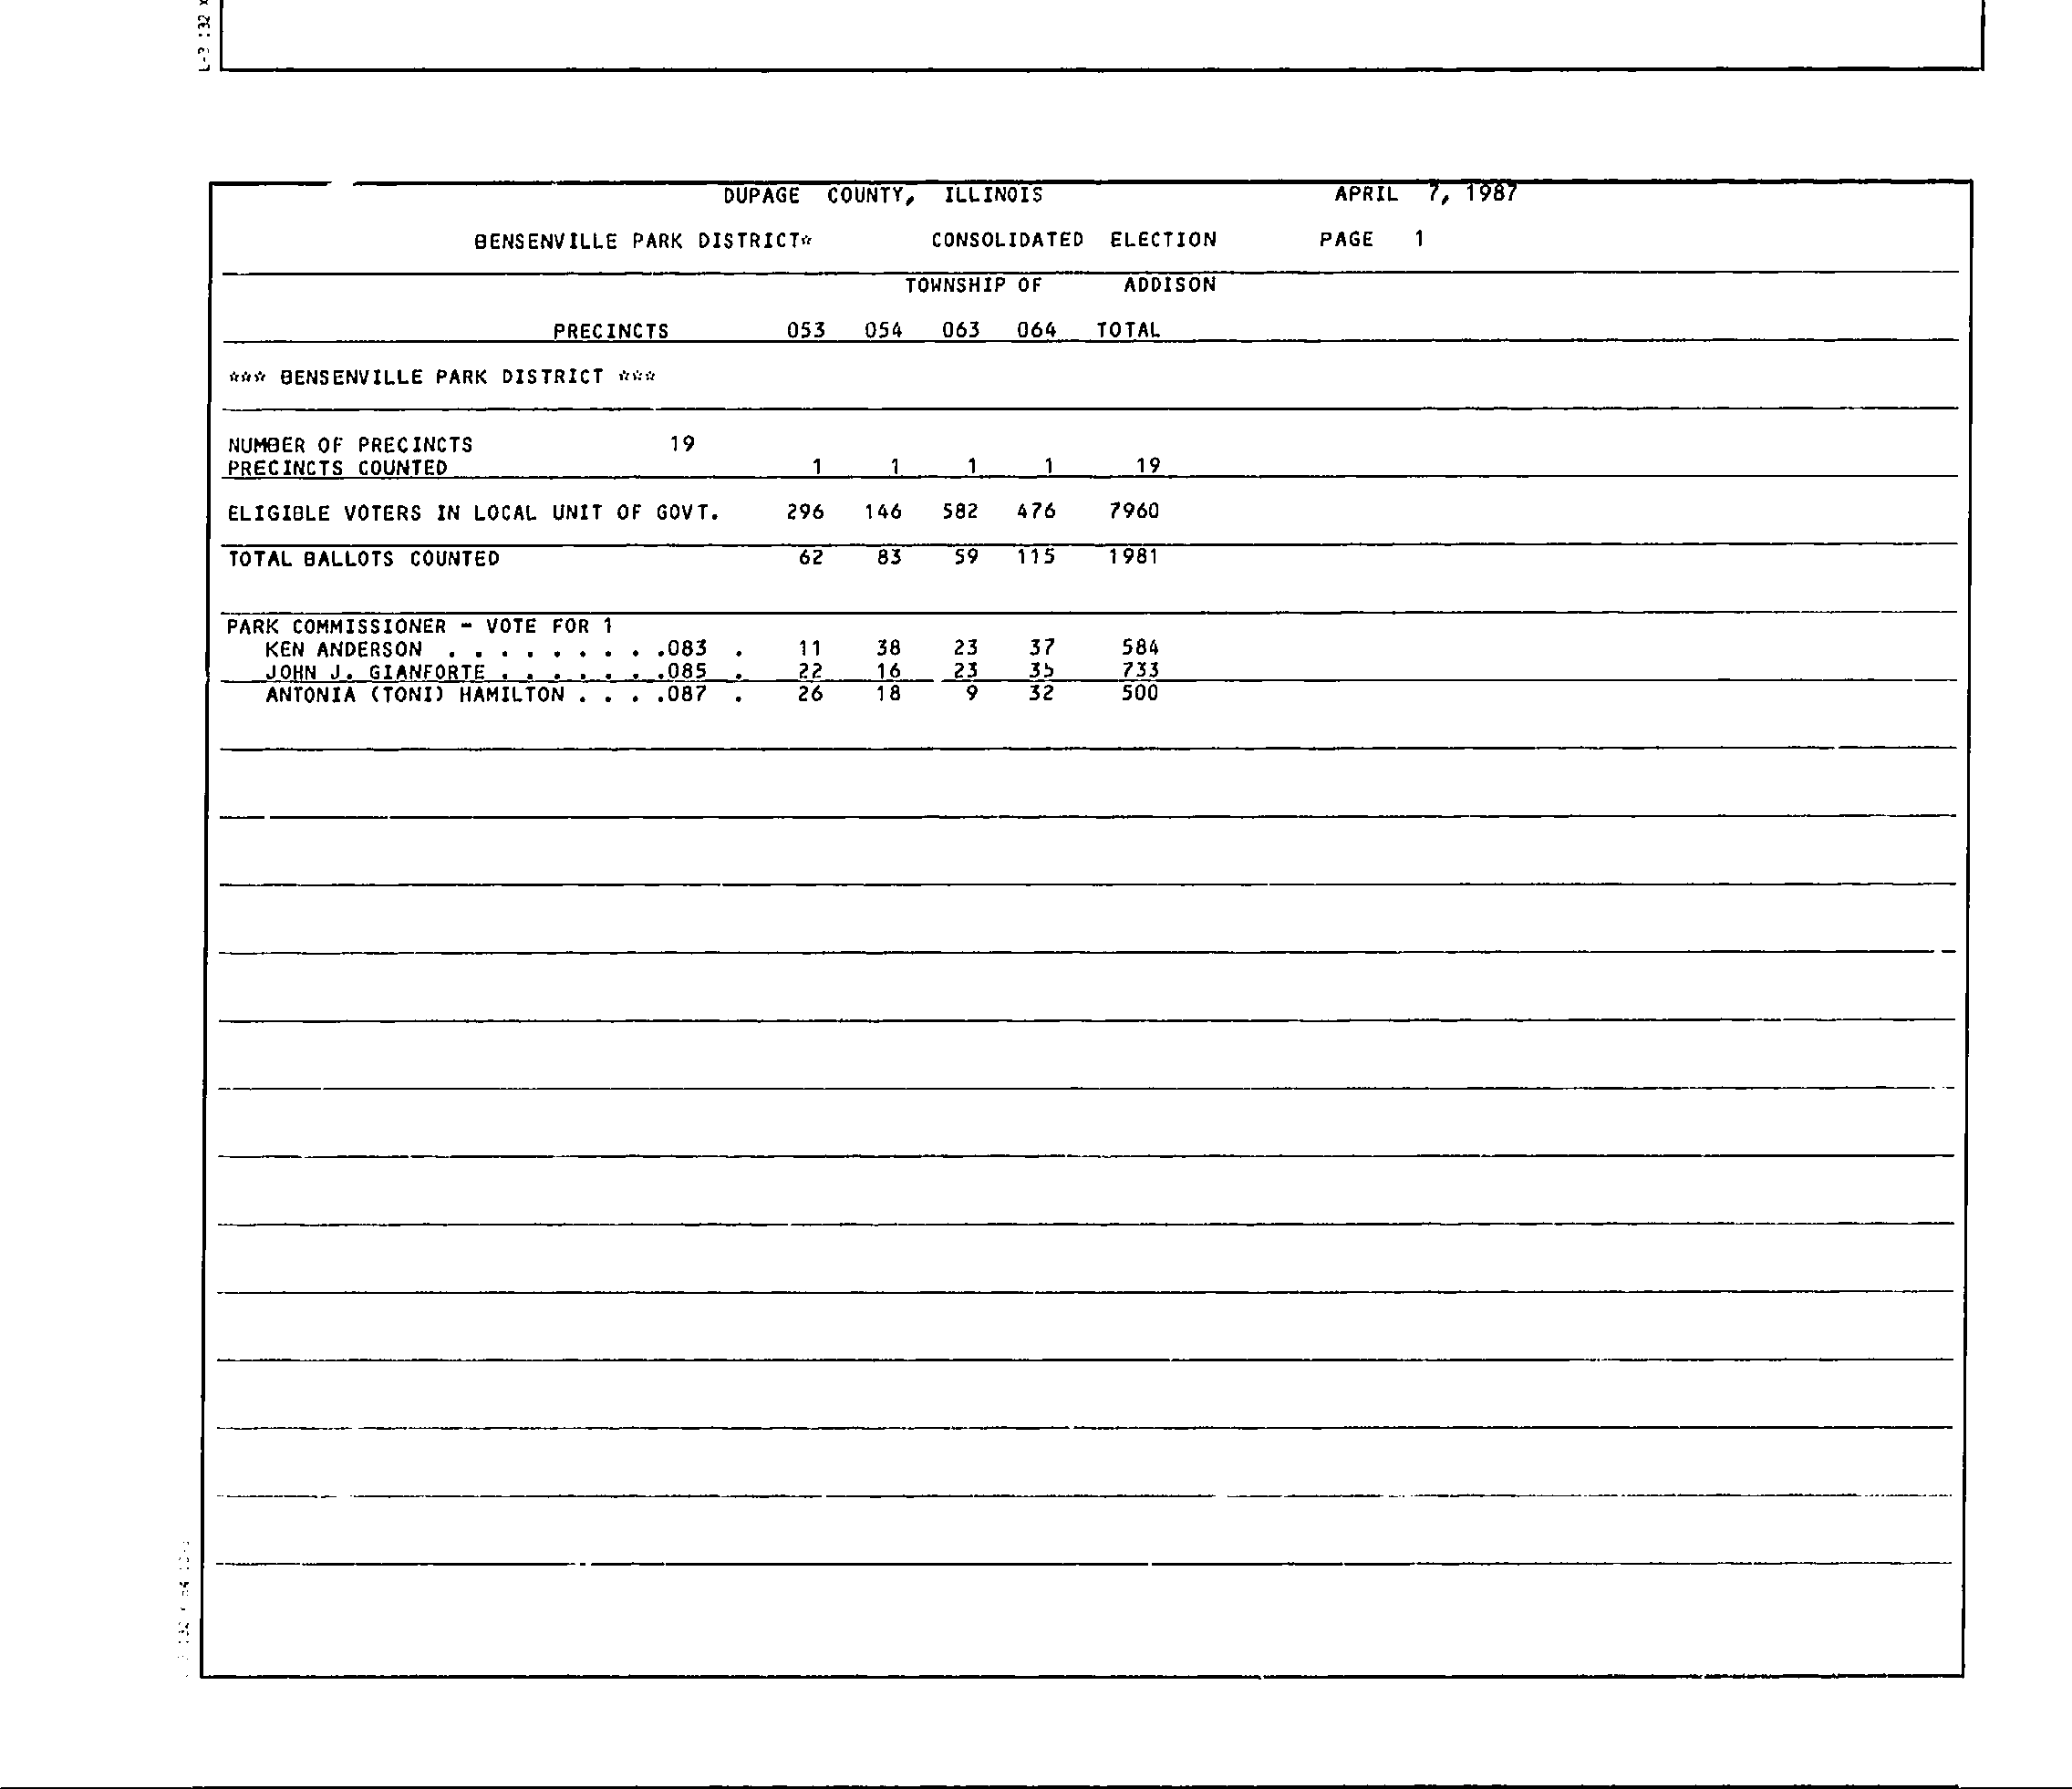 L-3 132 X
DUPAGE COUNTY, ILLINOIS APRIL 7, 1987
BENSENVILLE PARK DISTRICT* CONSOLIDATED ELECTION PAGE 1
TOWNSHIP OF ADDISON
PRECINCTS 053 054 063 064 TOTAL
*** BENSENVILLE PARK DISTRICT ***
NUMBER OF PRECINCTS 19
PRECINCTS COUNTED 1 1 1 1 19
ELIGIBLE VOTERS IN LOCAL UNIT OF GOVT. 296 146 582 476 7960
TOTAL BALLOTS COUNTED 62 83 59 115 1981
PARK COMMISSIONER - VOTE FOR 1
KEN ANDERSON . . . . . . . . .083 . 11 38 23 37 584
JOHN J. GIANFORTE . . . . . . .085 . 22 16 23 35 733
ANTONIA (TONI) HAMILTON . . . .087 . 26 18 9 32 500